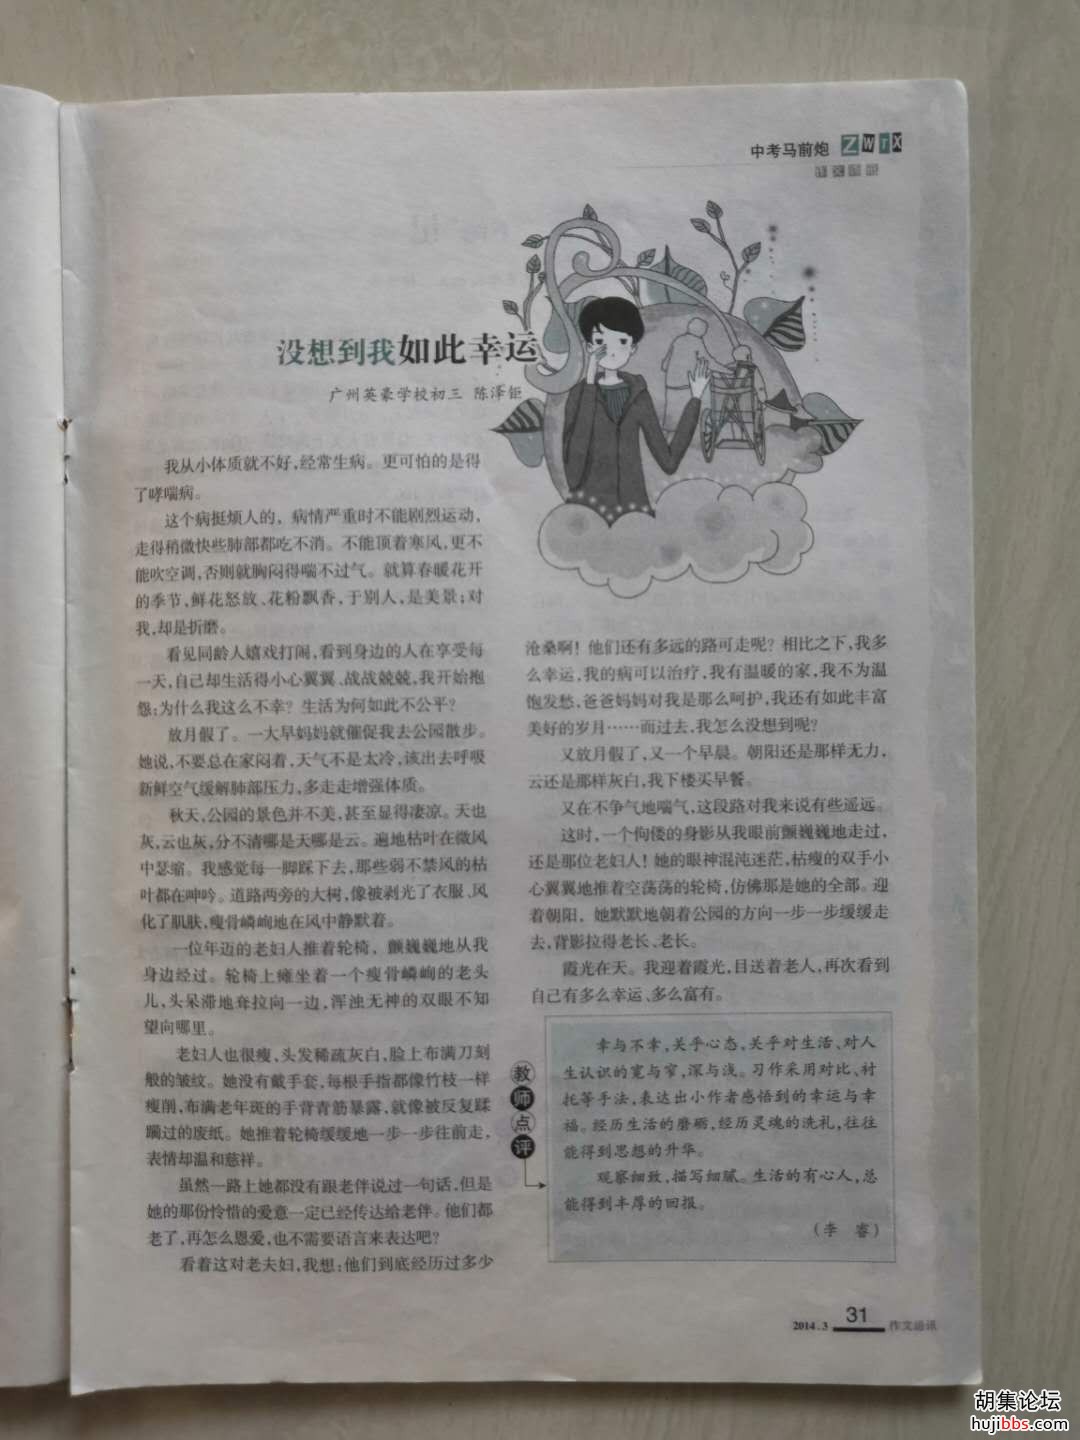 中考马前炮 ZWrX
没想到我如此幸运
广州英豪学校初三 陈泽钜
我从小体质就不好,经常生病。更可怕的是得
了哮喘病。
这个病挺烦人的,病情严重时不能剧烈运动,
走得稍微快些肺部都吃不消。不能顶着寒风,更不
能吹空调,否则就胸闷得喘不过气。就算春暖花开
的季节,鲜花怒放、花粉飘香,于别人,是美景;对
我,却是折磨。
看见同龄人嬉戏打闹,看到身边的人在享受每
一天,自己却生活得小心翼翼、战战兢兢,我开始抱
怨:为什么我这么不幸?生活为何如此不公平?
放月假了。一大早妈妈就催促我去公园散步。
她说,不要总在家闷着,天气不是太冷,该出去呼吸
新鲜空气缓解肺部压力,多走走增强体质。
秋天,公园的景色并不美,甚至显得凄凉。天也
灰,云也灰,分不清哪是天哪是云。遍地枯叶在微风
中瑟缩。我感觉每一脚踩下去,那些弱不禁风的枯
叶都在呻吟。道路两旁的大树,像被剥光了衣服、风
化了肌肤,瘦骨嶙峋地在风中静默着。
一位年迈的老妇人推着轮椅,颤巍巍地从我
身边经过。轮椅上瘫坐着一个瘦骨嶙峋的老头
儿,头呆滞地耷拉向一边,浑浊无神的双眼不知
望向哪里。
老妇人也很瘦,头发稀疏灰白,脸上布满刀刻
般的皱纹。她没有戴手套,每根手指都像竹枝一样
瘦削,布满老年斑的手背青筋暴露,就像被反复蹂
躏过的废纸。她推着轮椅缓缓地一步一步往前走,
表情却温和慈祥。
虽然一路上她都没有跟老伴说过一句话,但是
她的那份怜惜的爱意一定已经传达给老伴。他们都
老了,再怎么恩爱,也不需要语言来表达吧?
看着这对老夫妇,我想:他们到底经历过多少
沧桑啊!他们还有多远的路可走呢?相比之下,我多
么幸运,我的病可以治疗,我有温暖的家,我不为温
饱发愁,爸爸妈妈对我是那么呵护,我还有如此丰富
美好的岁月……而过去,我怎么没想到呢?
又放月假了,又一个早晨。朝阳还是那样无力,
云还是那样灰白,我下楼买早餐。
又在不争气地喘气,这段路对我来说有些遥远。
这时,一个佝偻的身影从我眼前颤巍巍地走过,
还是那位老妇人!她的眼神混沌迷茫,枯瘦的双手小
心翼翼地推着空荡荡的轮椅,仿佛那是她的全部。迎
着朝阳,她默默地朝着公园的方向一步一步缓缓走
去,背影拉得老长、老长。
霞光在天。我迎着霞光,目送着老人,再次看到
自己有多么幸运、多么富有。
教师点评
幸与不幸,关乎心态,关乎对生活、对人
生认识的宽与窄,深与浅。习作采用对比、衬
托等手法,表达出小作者感悟到的幸运与幸
福。经历生活的磨砺,经历灵魂的洗礼,往往
能得到思想的升华。
观察细致,描写细腻。生活的有心人,总
能得到丰厚的回报。
(李 睿)
2014.3 31 作文通讯
胡集论坛
hujibbs.com